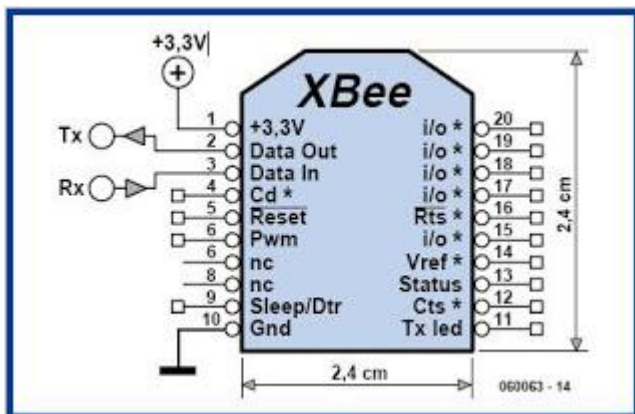 +3,3V
XBee
1 +3,3V i/o * 20
Tx 2 Data Out i/o * 19
3 Data In i/o * 18
Rx 4 Cd * i/o * 17
5 Reset Rts * 16
6 Pwm i/o * 15
6 nc Vref * 14
8 nc Status 13
9 Sleep/Dtr Cts * 12
10 Gnd Tx led 11
2,4 cm
2,4 cm
060063 - 14